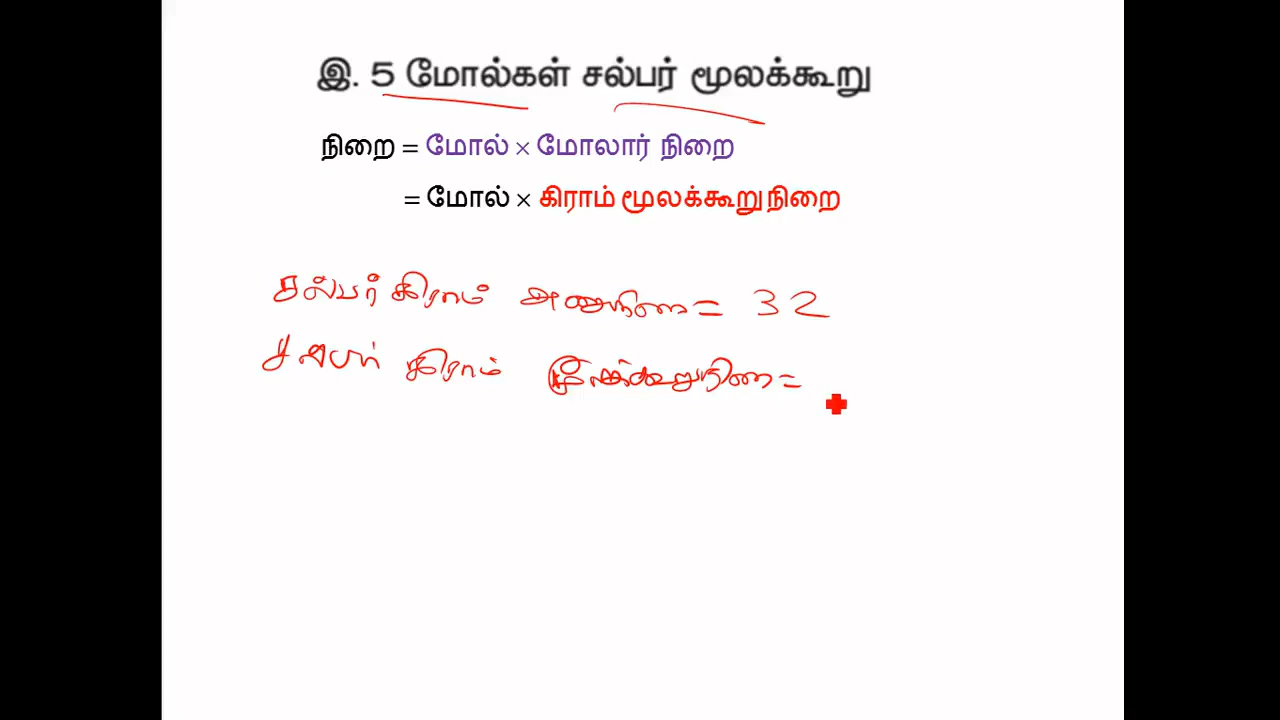 இ. 5 மோல்கள் சல்பர் மூலக்கூறு
நிறை = மோல் × மோலார் நிறை
= மோல் × கிராம் மூலக்கூறு நிறை
சல்பர் கிராம் அணுநிறை = 32
சல்பர் கிராம் மூலக்கூறுநிறை =